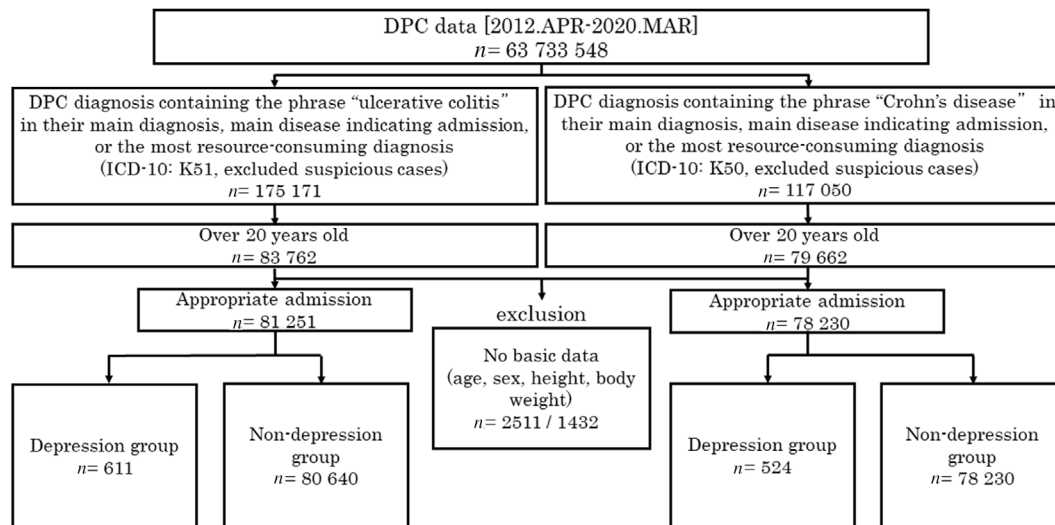 DPC data [2012.APR-2020.MAR]
n= 63 733 548
DPC diagnosis containing the phrase “ulcerative colitis”
in their main diagnosis, main disease indicating admission,
or the most resource-consuming diagnosis
(ICD-10: K51, excluded suspicious cases)
n= 175 171
DPC diagnosis containing the phrase “Crohn's disease” in
their main diagnosis, main disease indicating admission,
or the most resource-consuming diagnosis
(ICD-10: K50, excluded suspicious cases)
n= 117 050
Over 20 years old
n= 83 762
Over 20 years old
n= 79 662
Appropriate admission
n= 81 251
exclusion
No basic data
(age, sex, height, body
weight)
n= 2511 / 1432
Appropriate admission
n= 78 230
Depression group
n= 611
Non-depression
group
n= 80 640
Depression group
n= 524
Non-depression
group
n= 78 230